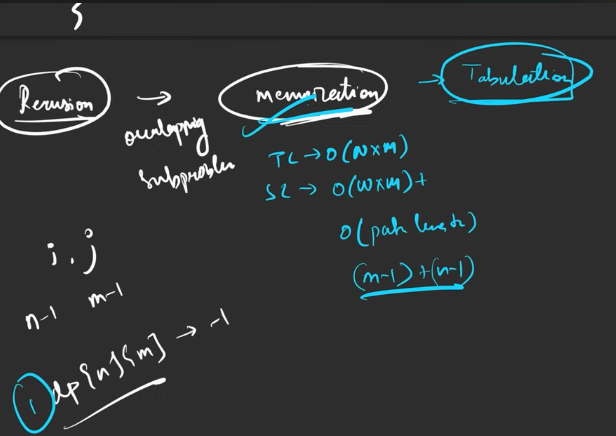 Recursion → Memoization → Tabulation
overlapping
subproblem
TC → O(N×M)
SC → O(N×M) +
O(path length)
(m-1) + (n-1)
i, j
n-1 m-1
1 dp[n][m] → -1